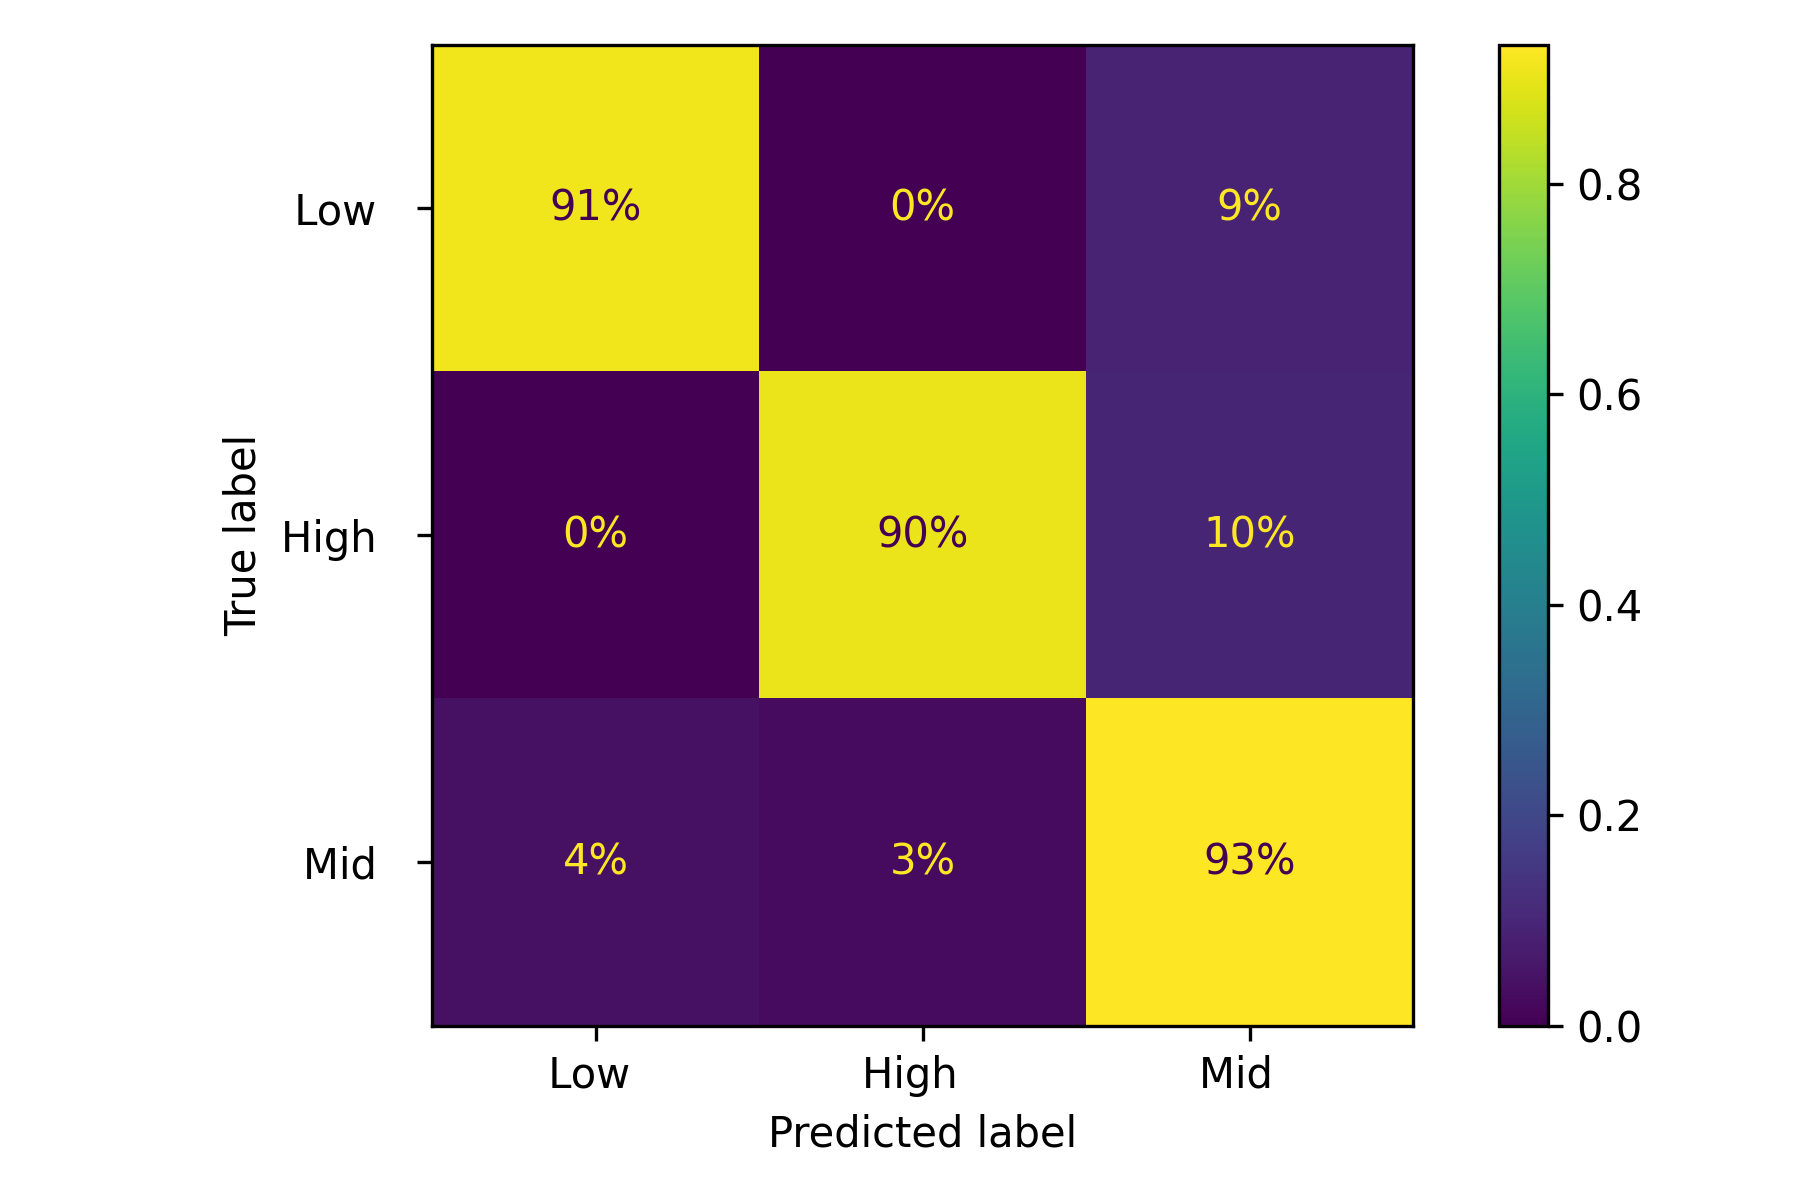 Low 91% 0% 9%
High 0% 90% 10%
Mid 4% 3% 93%
Low High Mid
Predicted label
True label
0.8
0.6
0.4
0.2
0.0